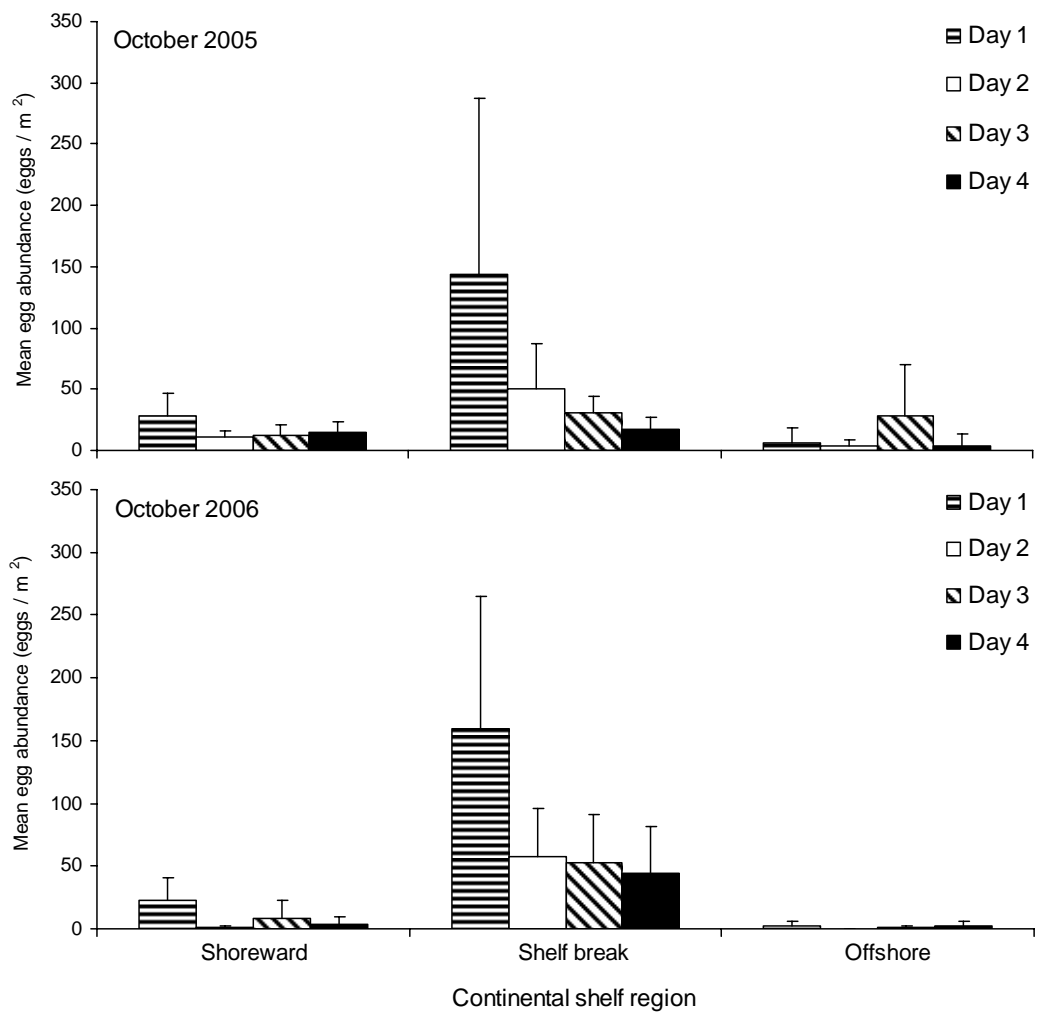 October 2005
Mean egg abundance (eggs / m ²)
350
300
250
200
150
100
50
0
Day 1
Day 2
Day 3
Day 4
October 2006
Mean egg abundance (eggs / m ²)
350
300
250
200
150
100
50
0
Day 1
Day 2
Day 3
Day 4
Shoreward Shelf break Offshore
Continental shelf region